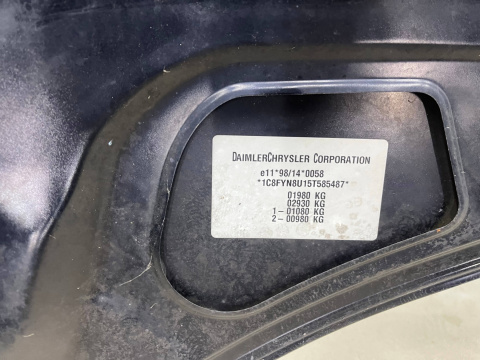 DAIMLERCHRYSLER CORPORATION
e11*98/14*0058
*1C8FYN8U15T585487*
01980 KG
02930 KG
1-01080 KG
2-00980 KG